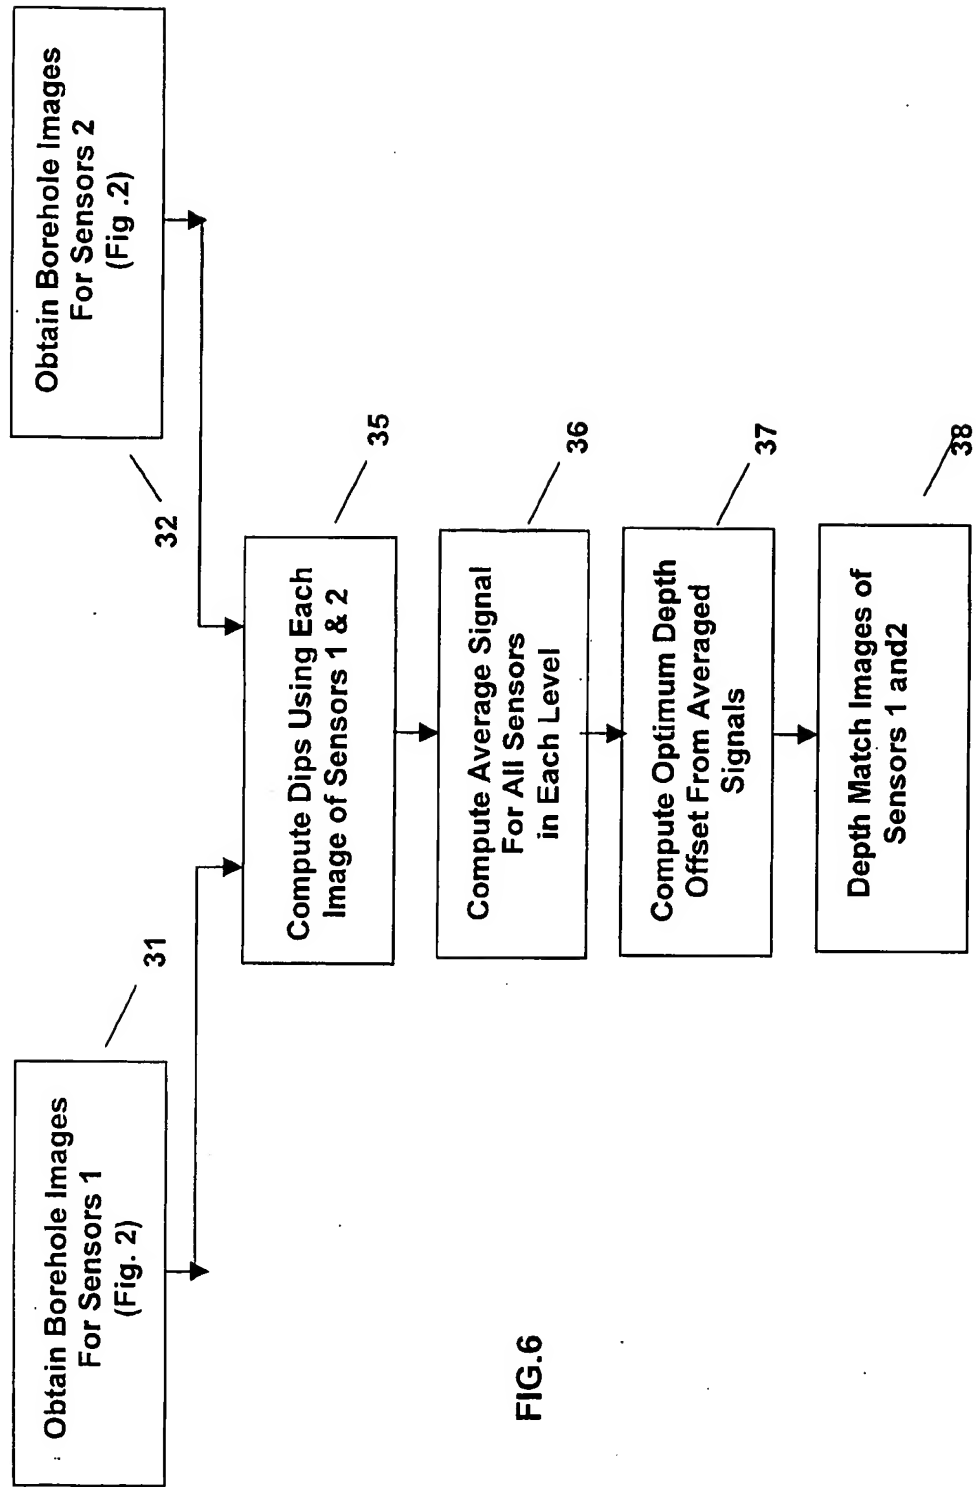 Obtain Borehole Images
For Sensors 1
(Fig. 2)
31
Obtain Borehole Images
For Sensors 2
(Fig .2)
32
Compute Dips Using Each
Image of Sensors 1 & 2
35
Compute Average Signal
For All Sensors
in Each Level
36
Compute Optimum Depth
Offset From Averaged
Signals
37
Depth Match Images of
Sensors 1 and2
38
FIG.6